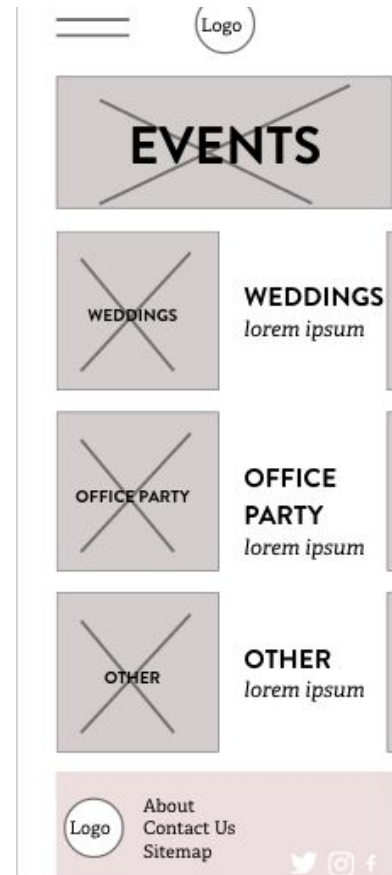 Logo
EVENTS
WEDDINGS
WEDDINGS
lorem ipsum
OFFICE PARTY
OFFICE
PARTY
lorem ipsum
OTHER
OTHER
lorem ipsum
Logo
About
Contact Us
Sitemap